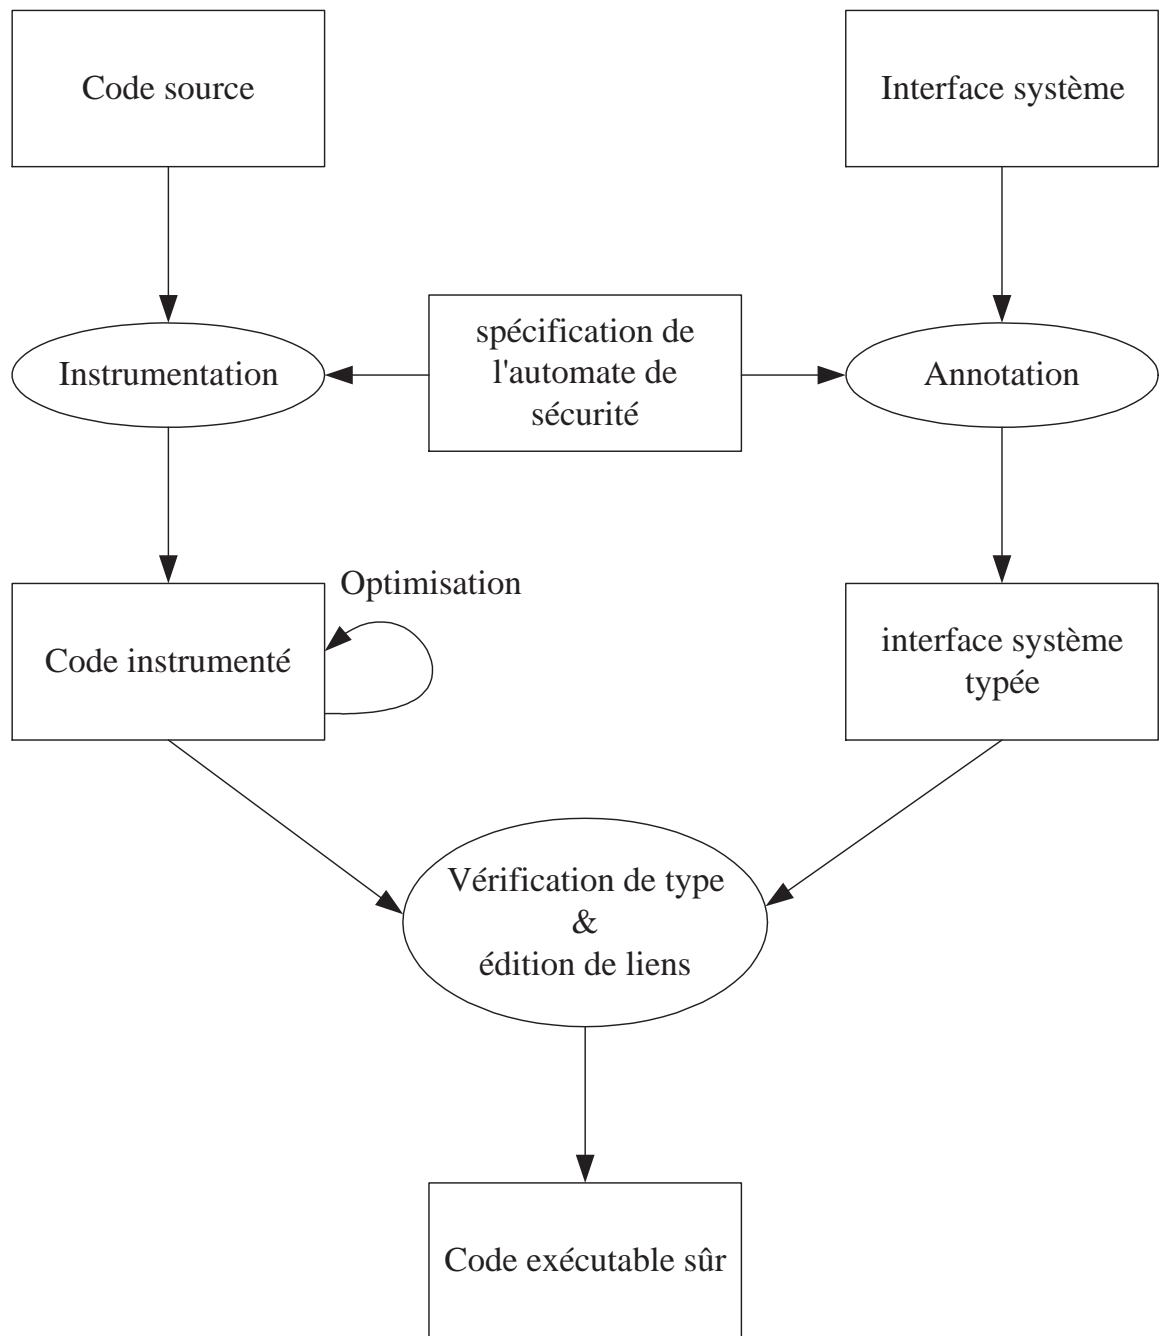 Code source
Interface système
spécification de
l'automate de
sécurité
Instrumentation
Annotation
Optimisation
Code instrumenté
interface système
typée
Vérification de type
&
édition de liens
Code exécutable sûr